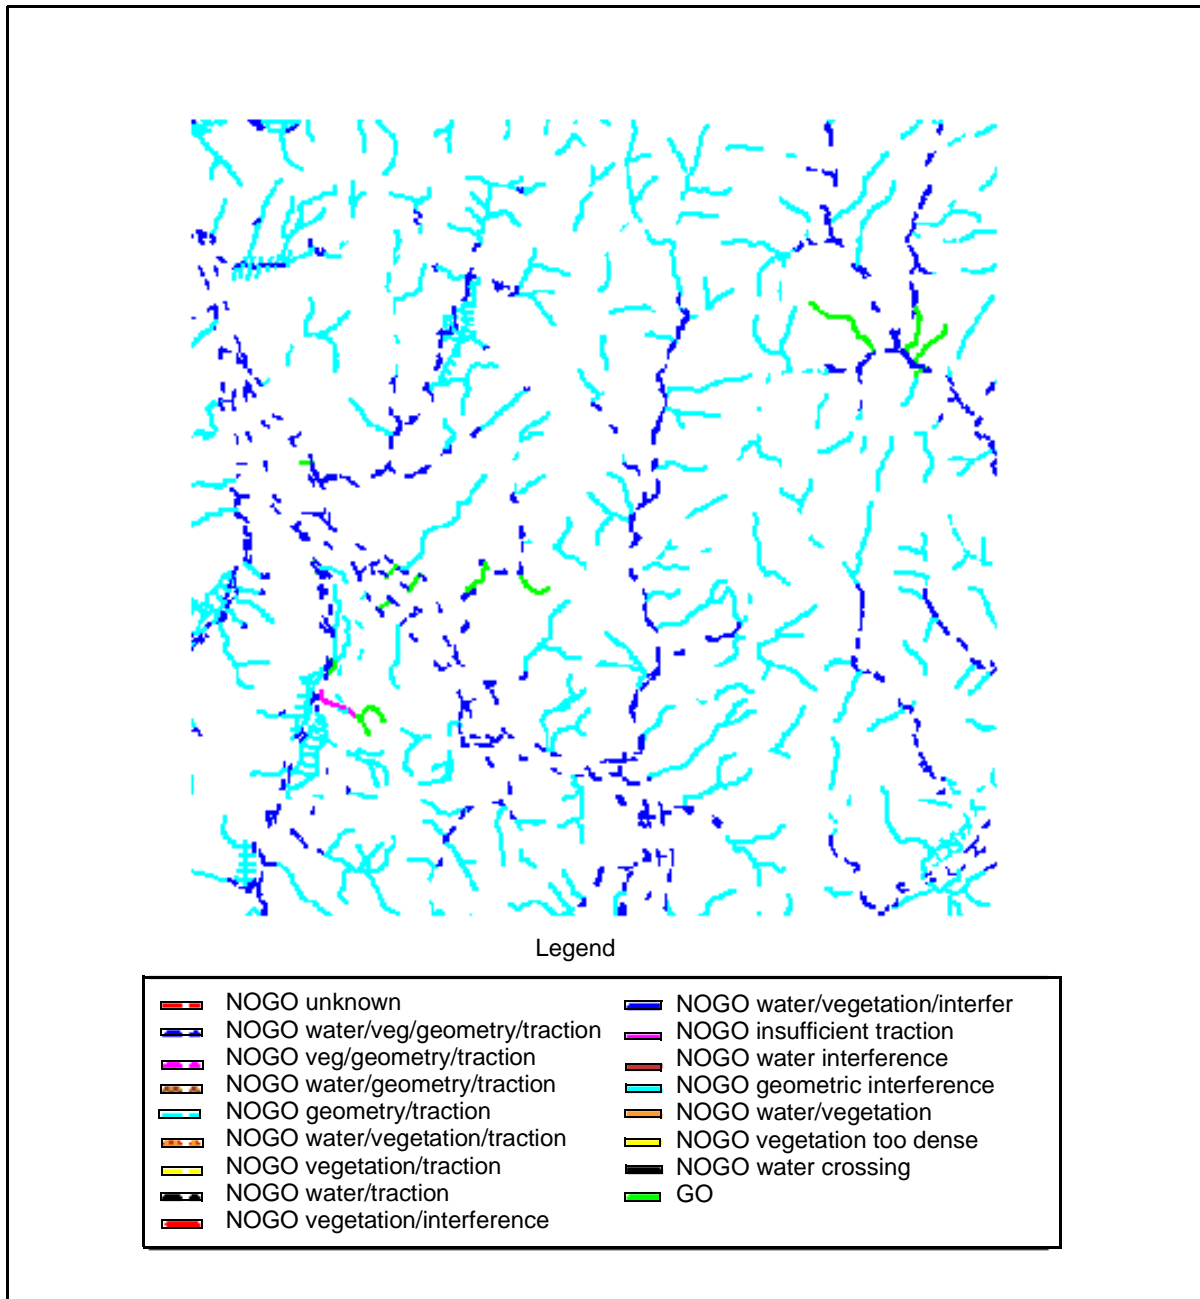 Legend
NOGO unknown
NOGO water/veg/geometry/traction
NOGO veg/geometry/traction
NOGO water/geometry/traction
NOGO geometry/traction
NOGO water/vegetation/traction
NOGO vegetation/traction
NOGO water/traction
NOGO vegetation/interference
NOGO water/vegetation/interfer
NOGO insufficient traction
NOGO water interference
NOGO geometric interference
NOGO water/vegetation
NOGO vegetation too dense
NOGO water crossing
GO